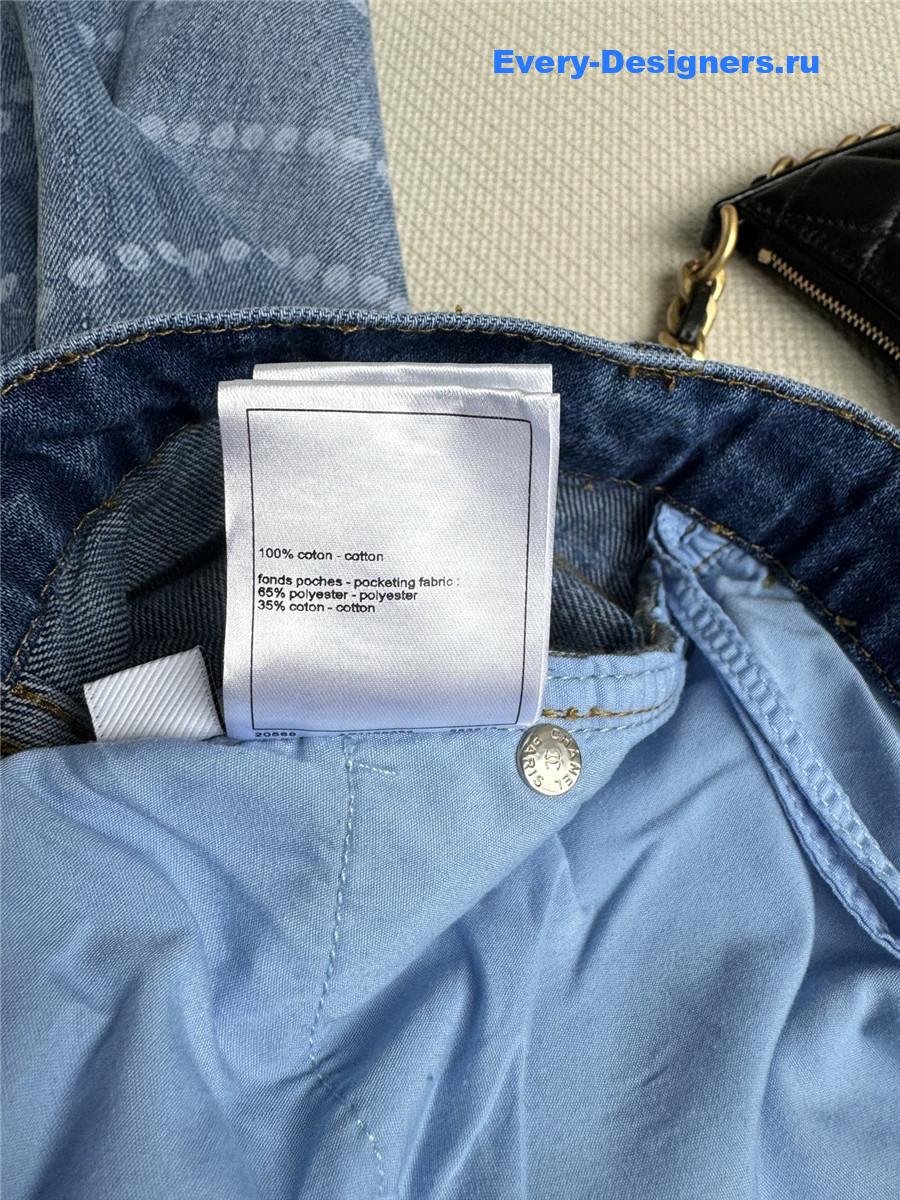 Every-Designers.ru
100% coton - cotton
fonds poches - pocketing fabric :
65% polyester - polyester
35% coton - cotton
CHANEL
PARIS